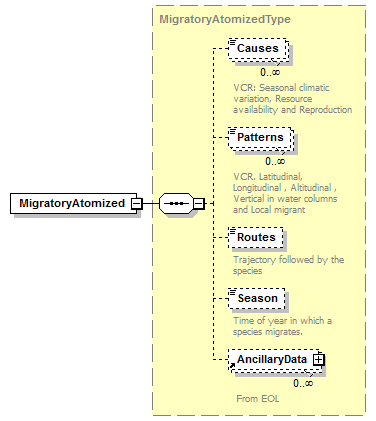 MigratoryAtomizedType
Causes
0..∞
VCR: Seasonal climatic
variation, Resource
availability and Reproduction
Patterns
0..∞
VCR. Latitudinal,
Longitudinal , Altitudinal ,
Vertical in water columns
and Local migrant
MigratoryAtomized
Routes
Trajectory followed by the
species
Season
Time of year in which a
species migrates.
AncillaryData
0..∞
From EOL